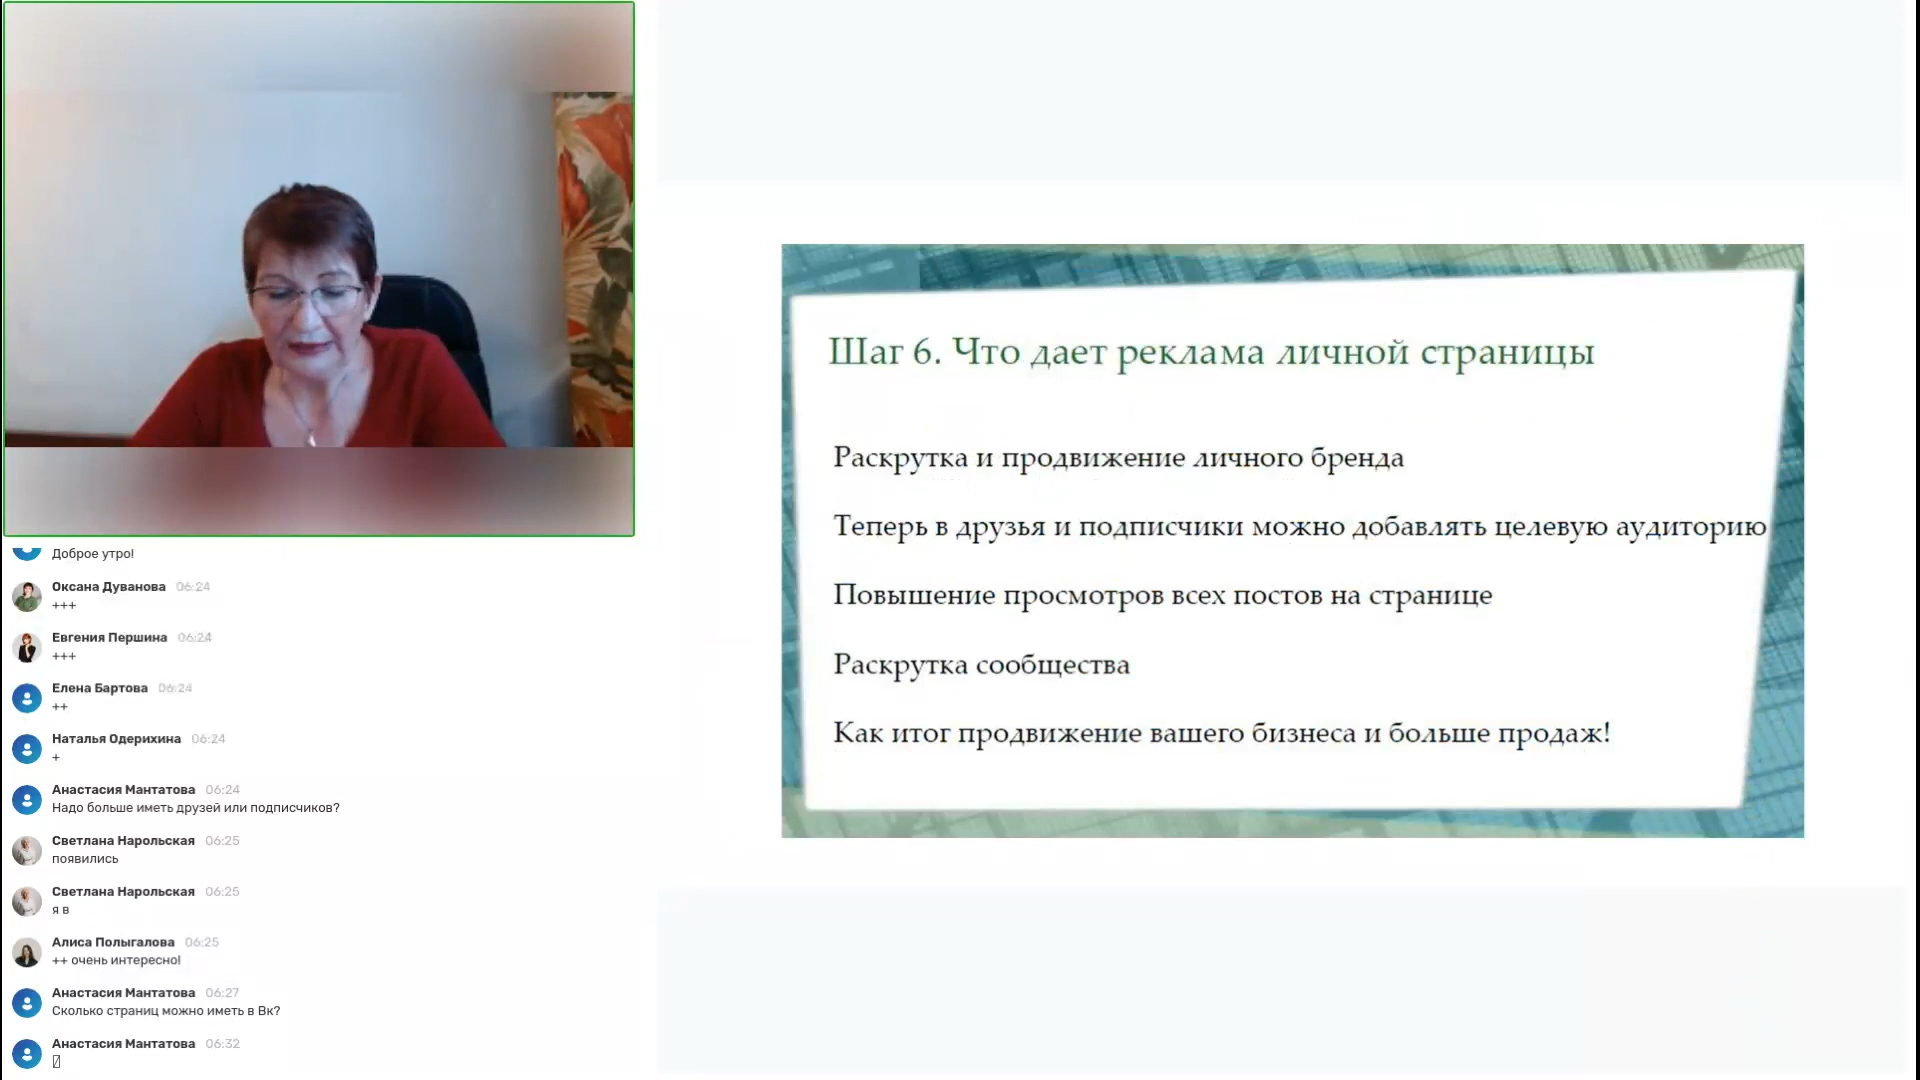 Доброе утро!
Оксана Дуванова 06:24
+++
Евгения Першина 06:24
+++
Елена Бартова 06:24
++
Наталья Одерихина 06:24
+
Анастасия Мантатова 06:24
Надо больше иметь друзей или подписчиков?
Светлана Нарольская 06:25
появились
Светлана Нарольская 06:25
я в
Алиса Полыгалова 06:25
++ очень интересно!
Анастасия Мантатова 06:27
Сколько страниц можно иметь в Вк?
Анастасия Мантатова 06:32
Шаг 6. Что дает реклама личной страницы
Раскрутка и продвижение личного бренда
Теперь в друзья и подписчики можно добавлять целевую аудиторию
Повышение просмотров всех постов на странице
Раскрутка сообщества
Как итог продвижение вашего бизнеса и больше продаж!